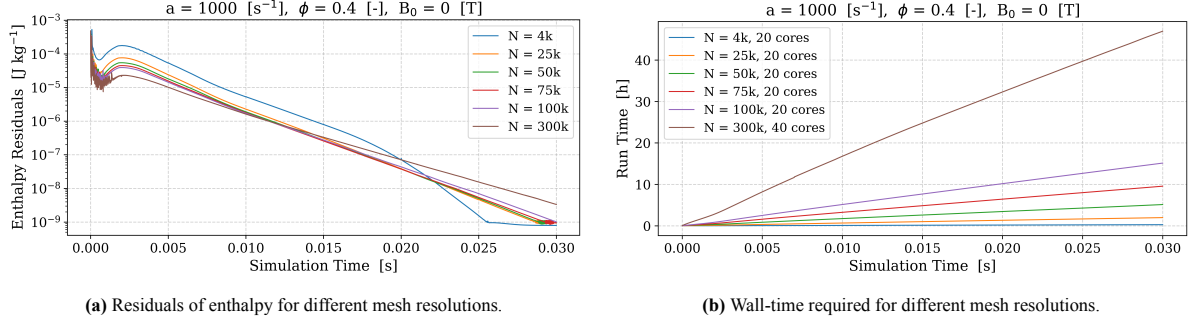 a = 1000 [s⁻¹], ϕ = 0.4 [-], B₀ = 0 [T]
Enthalpy Residuals [J kg⁻¹]
10⁻³
10⁻⁴
10⁻⁵
10⁻⁶
10⁻⁷
10⁻⁸
10⁻⁹
N = 4k
N = 25k
N = 50k
N = 75k
N = 100k
N = 300k
0.000 0.005 0.010 0.015 0.020 0.025 0.030
Simulation Time [s]
(a) Residuals of enthalpy for different mesh resolutions.
a = 1000 [s⁻¹], ϕ = 0.4 [-], B₀ = 0 [T]
Run Time [h]
40
30
20
10
0
N = 4k, 20 cores
N = 25k, 20 cores
N = 50k, 20 cores
N = 75k, 20 cores
N = 100k, 20 cores
N = 300k, 40 cores
0.000 0.005 0.010 0.015 0.020 0.025 0.030
Simulation Time [s]
(b) Wall-time required for different mesh resolutions.